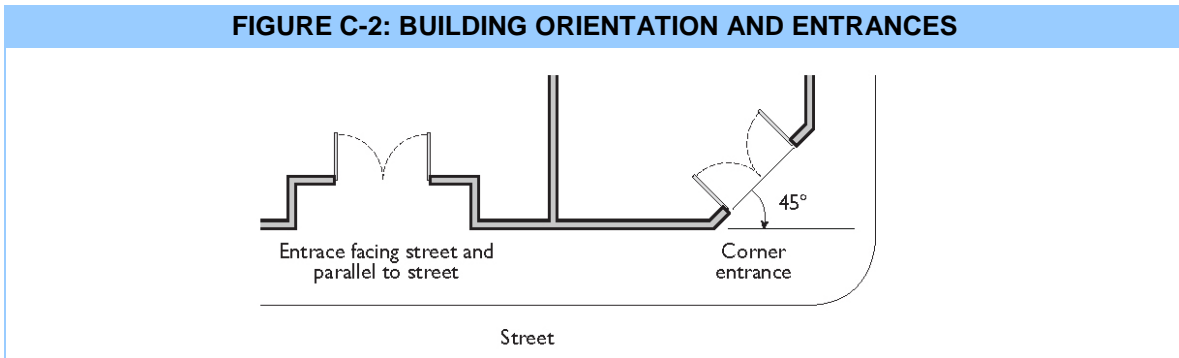 FIGURE C-2: BUILDING ORIENTATION AND ENTRANCES
45°
Entrace facing street and
parallel to street
Corner
entrance
Street